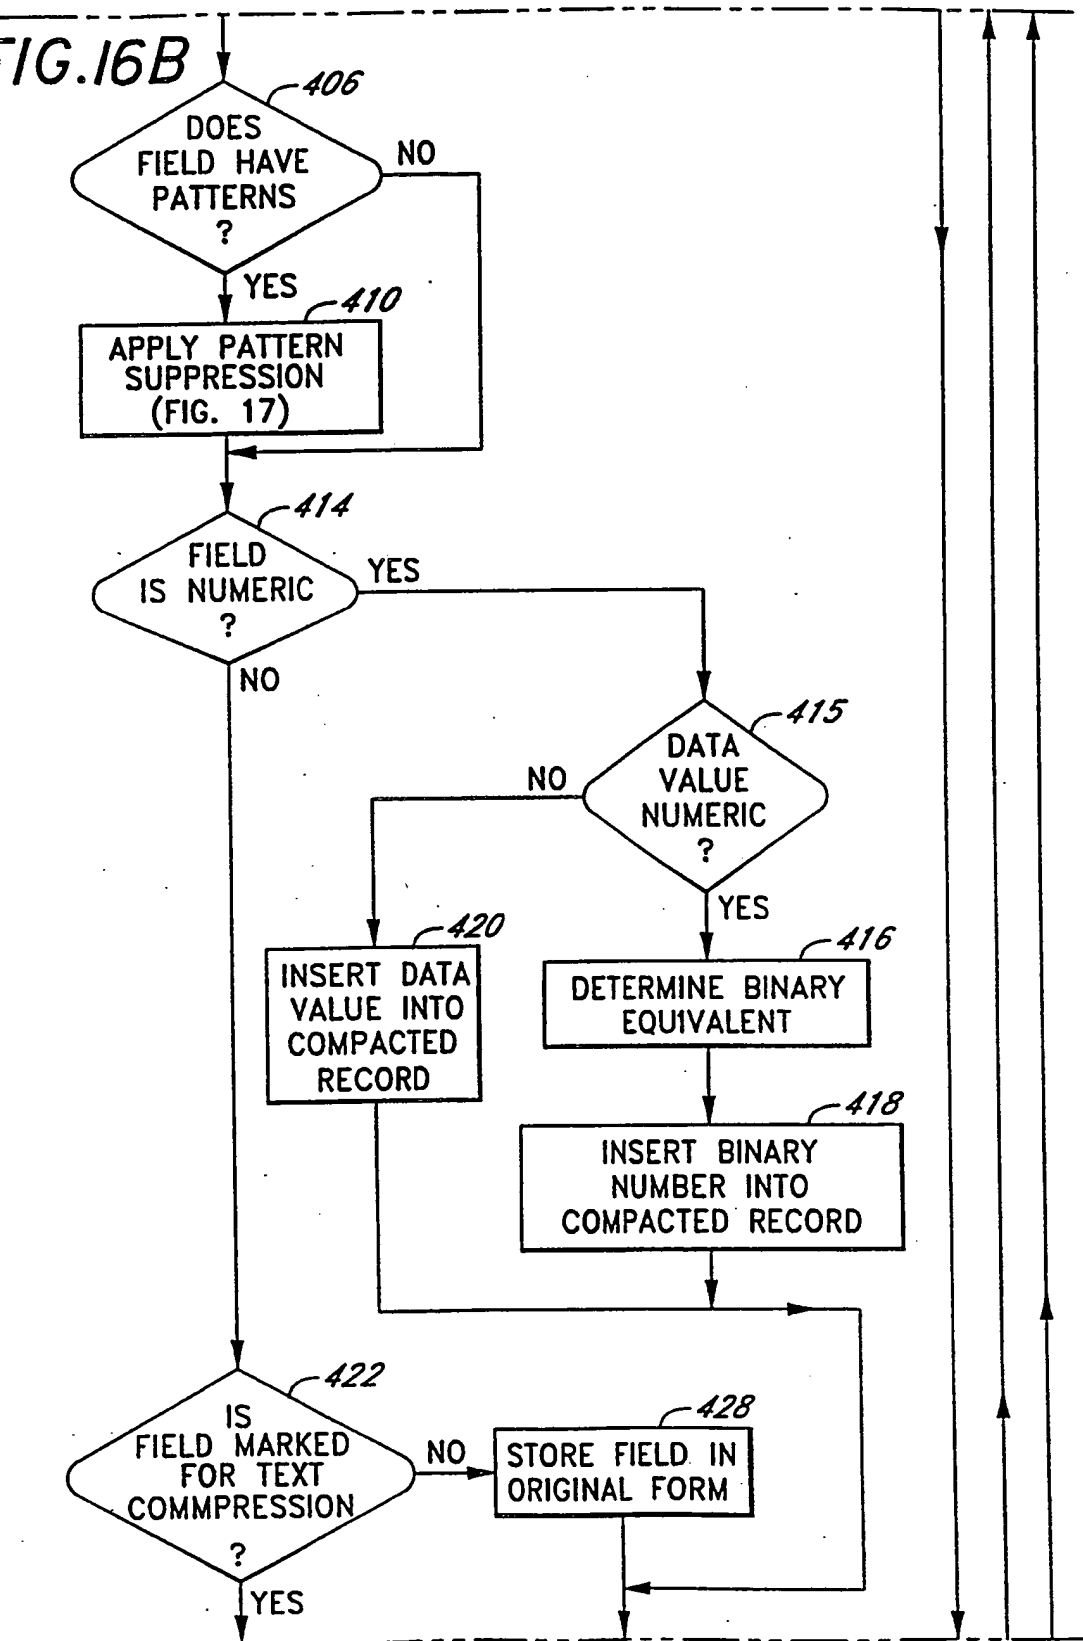 FIG.16B
406
DOES
FIELD HAVE
PATTERNS
?
NO
YES
410
APPLY PATTERN
SUPPRESSION
(FIG. 17)
414
FIELD
IS NUMERIC
?
YES
NO
415
DATA
VALUE
NUMERIC
?
NO
YES
420
INSERT DATA
VALUE INTO
COMPACTED
RECORD
416
DETERMINE BINARY
EQUIVALENT
418
INSERT BINARY
NUMBER INTO
COMPACTED RECORD
422
IS
FIELD MARKED
FOR TEXT
COMMPRESSION
?
NO
428
STORE FIELD IN
ORIGINAL FORM
YES